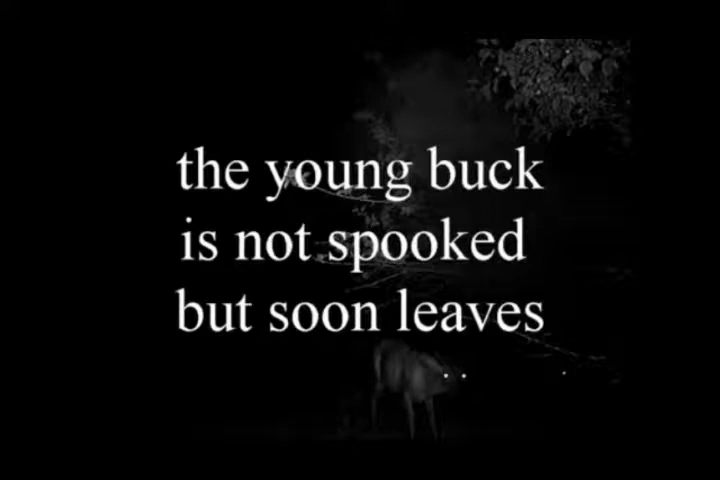 the young buck
is not spooked
but soon leaves